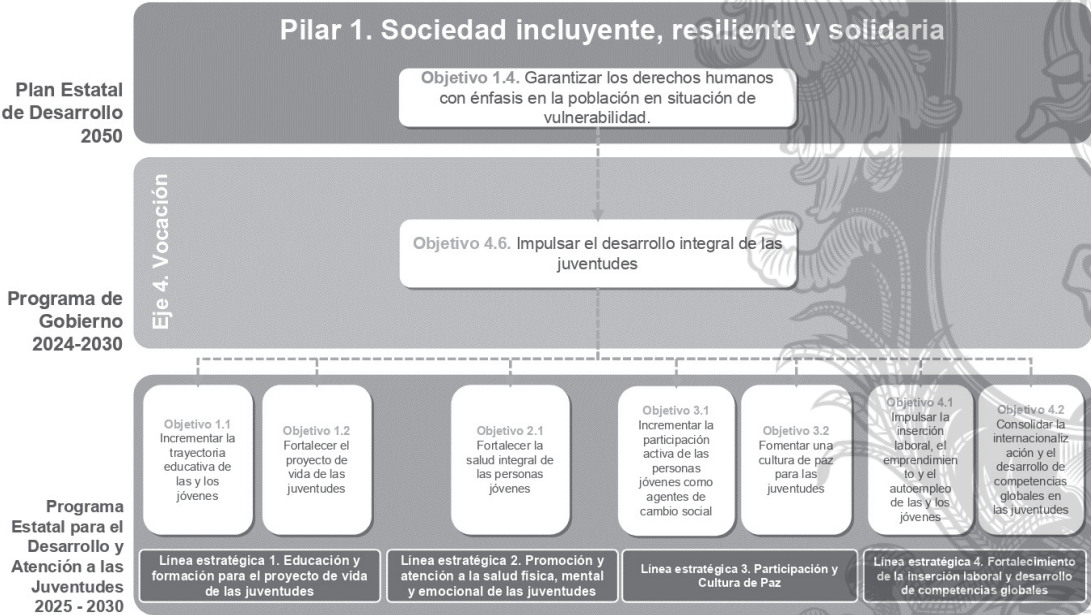 Pilar 1. Sociedad incluyente, resiliente y solidaria
Plan Estatal
de Desarrollo
2050
Objetivo 1.4. Garantizar los derechos humanos
con énfasis en la población en situación de
vulnerabilidad.
Programa de
Gobierno
2024-2030
Eje 4. Vocación
Objetivo 4.6. Impulsar el desarrollo integral de las
juventudes
Programa
Estatal para el
Desarrollo y
Atención a las
Juventudes
2025 - 2030
Objetivo 1.1
Incrementar la
trayectoria
educativa de
las y los
jóvenes
Objetivo 1.2
Fortalecer el
proyecto de
vida de las
juventudes
Objetivo 2.1
Fortalecer la
salud integral de
las personas
jóvenes
Objetivo 3.1
Incrementar la
participación
activa de las
personas
jóvenes como
agentes de
cambio social
Objetivo 3.2
Fomentar una
cultura de paz
para las
juventudes
Objetivo 4.1
Impulsar la
inserción
laboral, el
emprendimien
to y el
autoempleo
de las y los
jóvenes
Objetivo 4.2
Consolidar la
internacionaliz
ación y el
desarrollo de
competencias
globales en
las juventudes
Línea estratégica 1. Educación y
formación para el proyecto de vida
de las juventudes
Línea estratégica 2. Promoción y
atención a la salud física, mental
y emocional de las juventudes
Línea estratégica 3. Participación y
Cultura de Paz
Línea estratégica 4. Fortalecimiento
de la inserción laboral y desarrollo
de competencias globales